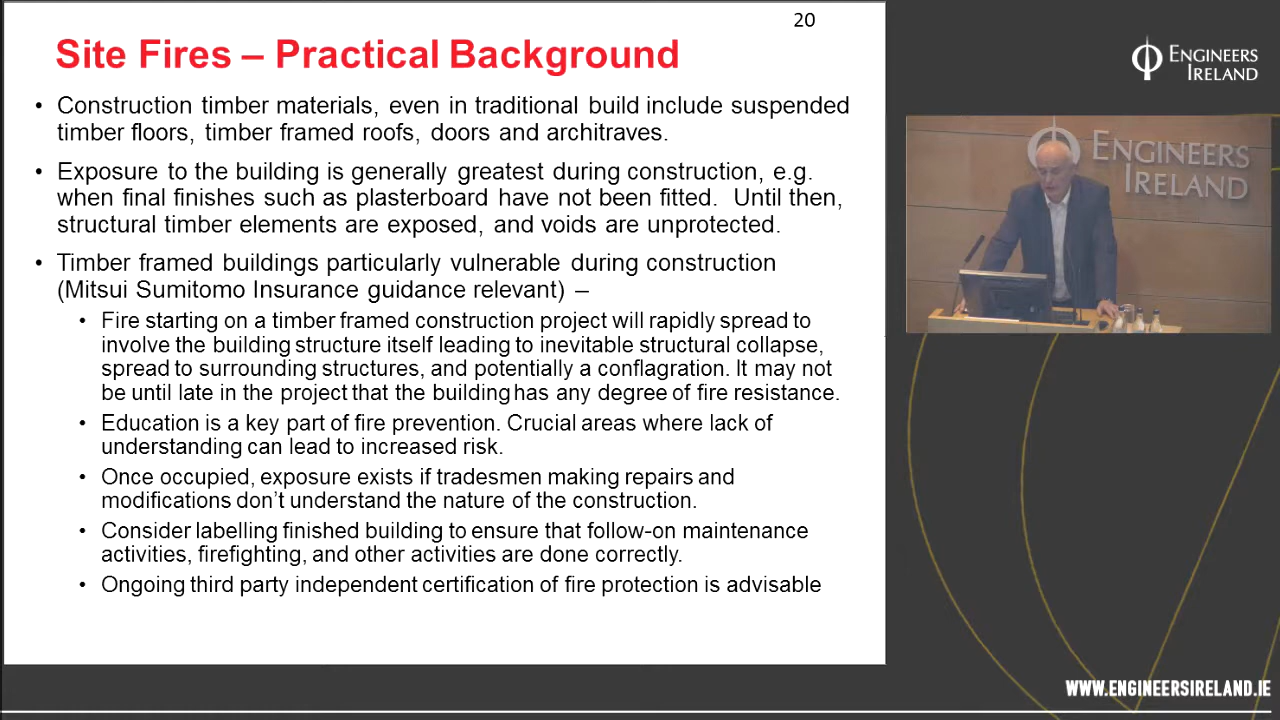 20
Site Fires – Practical Background
• Construction timber materials, even in traditional build include suspended
timber floors, timber framed roofs, doors and architraves.
• Exposure to the building is generally greatest during construction, e.g.
when final finishes such as plasterboard have not been fitted. Until then,
structural timber elements are exposed, and voids are unprotected.
• Timber framed buildings particularly vulnerable during construction
(Mitsui Sumitomo Insurance guidance relevant) –
• Fire starting on a timber framed construction project will rapidly spread to
involve the building structure itself leading to inevitable structural collapse,
spread to surrounding structures, and potentially a conflagration. It may not
be until late in the project that the building has any degree of fire resistance.
• Education is a key part of fire prevention. Crucial areas where lack of
understanding can lead to increased risk.
• Once occupied, exposure exists if tradesmen making repairs and
modifications don't understand the nature of the construction.
• Consider labelling finished building to ensure that follow-on maintenance
activities, firefighting, and other activities are done correctly.
• Ongoing third party independent certification of fire protection is advisable
ENGINEERS
IRELAND
ENGINEERS
IRELAND
WWW.ENGINEERSIRELAND.IE